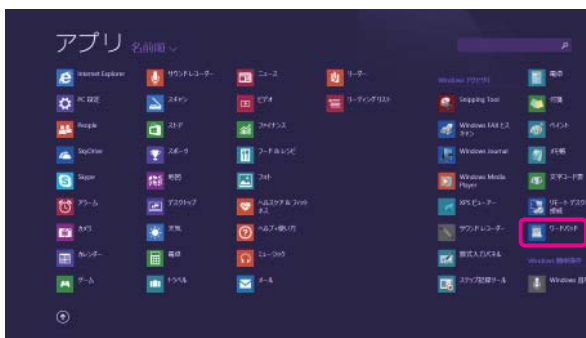 アプリ 名前順
Internet Explorer
PC 設定
People
SkyDrive
Skype
アラーム
カメラ
カレンダー
ゲーム
サウンド レコーダー
スキャン
ストア
スポーツ
地図
デスクトップ
天気
電卓
トラベル
ニュース
ビデオ
ファイナンス
フード&レシピ
フォト
ヘルスケア & フィットネス
ヘルプ+使い方
ミュージック
メール
リーダー
リーディング リスト
Windows アクセサリ
Snipping Tool
Windows FAX とスキャン
Windows Journal
Windows Media
Player
XPS ビューアー
サウンド レコーダー
数式入力パネル
ステップ記録ツール
電卓
付箋
ペイント
メモ帳
文字コード表
リモート デスク
接続
ワードパッド
Windows 簡単操作
Windows